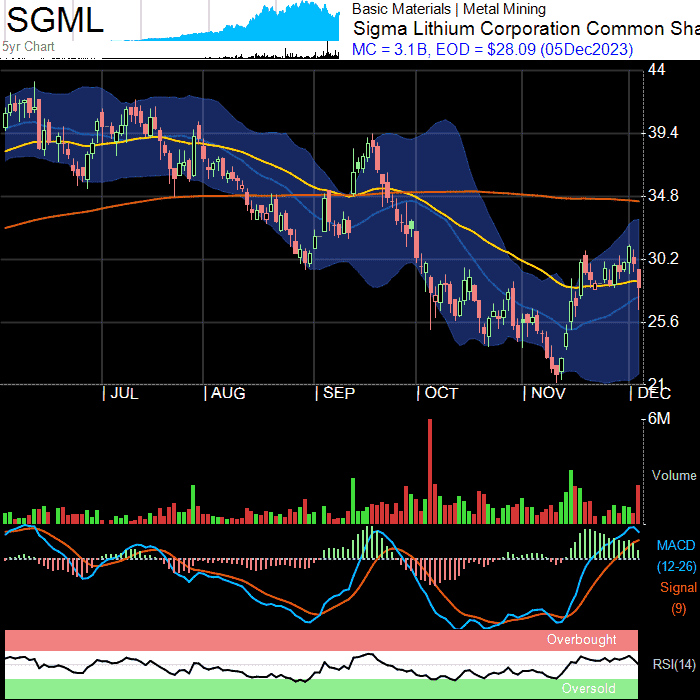 SGML
5yr Chart
Basic Materials | Metal Mining
Sigma Lithium Corporation Common Sha
MC = 3.1B, EOD = $28.09 (05Dec2023)
44
39.4
34.8
30.2
25.6
21
| JUL | AUG | SEP | OCT | NOV | DEC
6M
Volume
MACD
(12-26)
Signal
(9)
Overbought
RSI(14)
Oversold